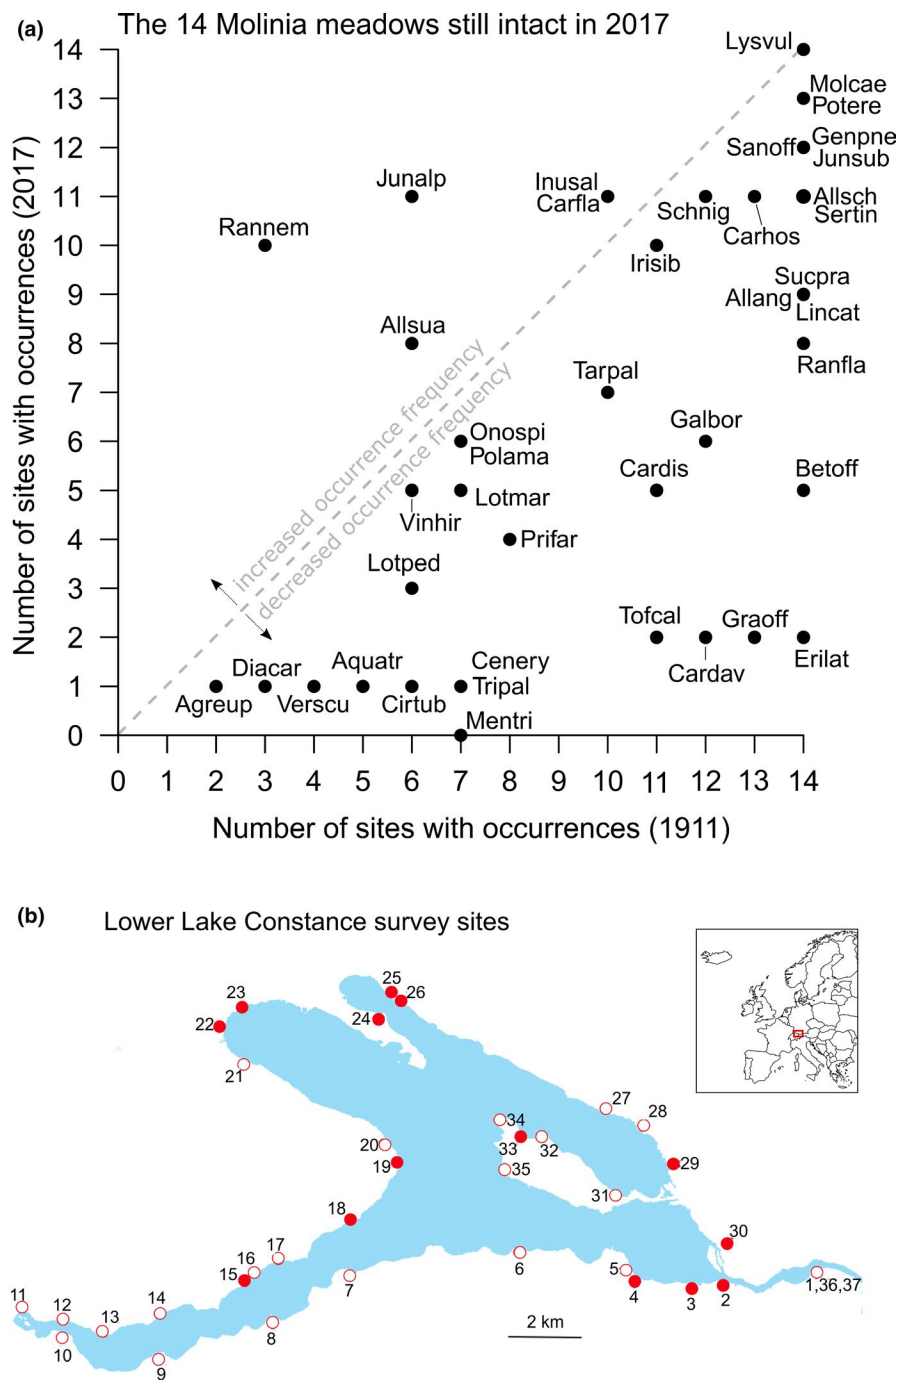 (a)
The 14 Molinia meadows still intact in 2017
Number of sites with occurrences (2017)
14
13
12
11
10
9
8
7
6
5
4
3
2
1
0
Lysvul
Molcae
Potere
Sanoff
Genpne
Junsub
Junalp
Inusal
Carfla
Schnig
Carhos
Allsch
Sertin
Rannem
Irisib
Sucpra
Allang
Lincat
Allsua
Ranfla
Tarpal
increased occurrence frequency
decreased occurrence frequency
Onospi
Polama
Galbor
Vinhir
Lotmar
Cardis
Betoff
Prifar
Lotped
Tofcal
Cardav
Graoff
Erilat
Agreup
Diacar
Verscu
Aquatr
Cirtub
Cenery
Tripal
Mentri
0 1 2 3 4 5 6 7 8 9 10 11 12 13 14
Number of sites with occurrences (1911)
(b)
Lower Lake Constance survey sites
25
26
23
24
22
21
27
28
34
33
32
20
19
35
29
31
18
30
17
16
15
6
5
4
3
2
1,36,37
7
11
12
14
13
8
10
9
2 km